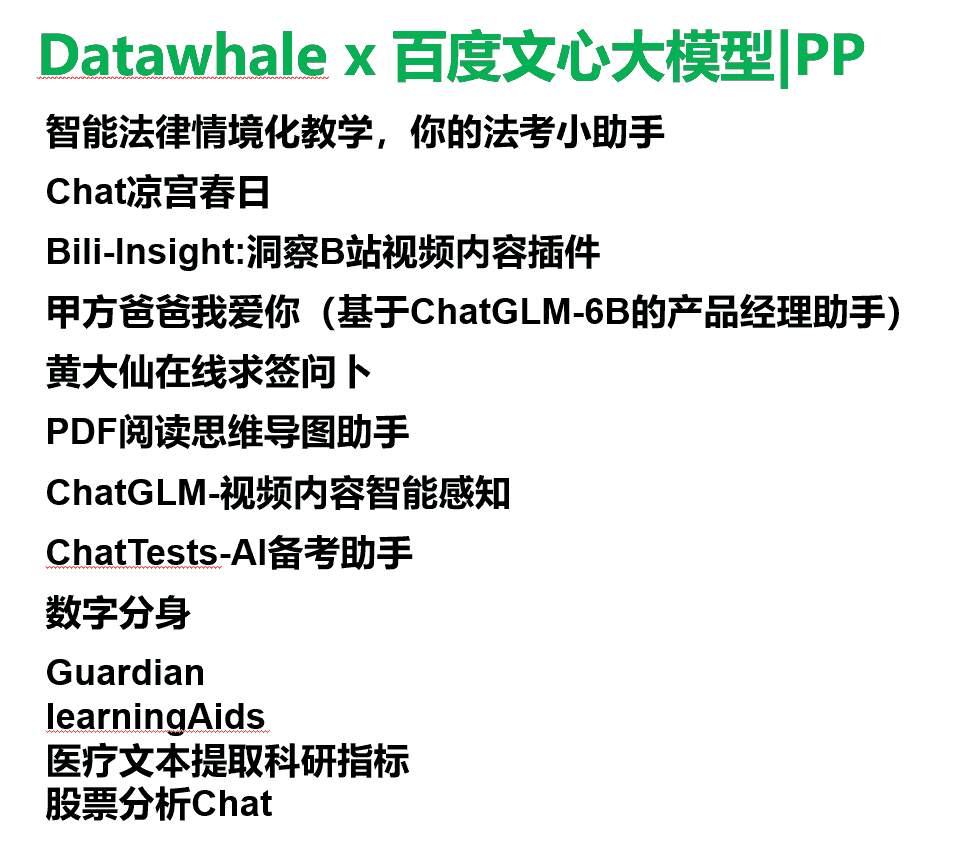 Datawhale x 百度文心大模型|PP
智能法律情境化教学，你的法考小助手
Chat凉宫春日
Bili-Insight:洞察B站视频内容插件
甲方爸爸我爱你（基于ChatGLM-6B的产品经理助手）
黄大仙在线求签问卜
PDF阅读思维导图助手
ChatGLM-视频内容智能感知
ChatTests-AI备考助手
数字分身
Guardian
learningAids
医疗文本提取科研指标
股票分析Chat